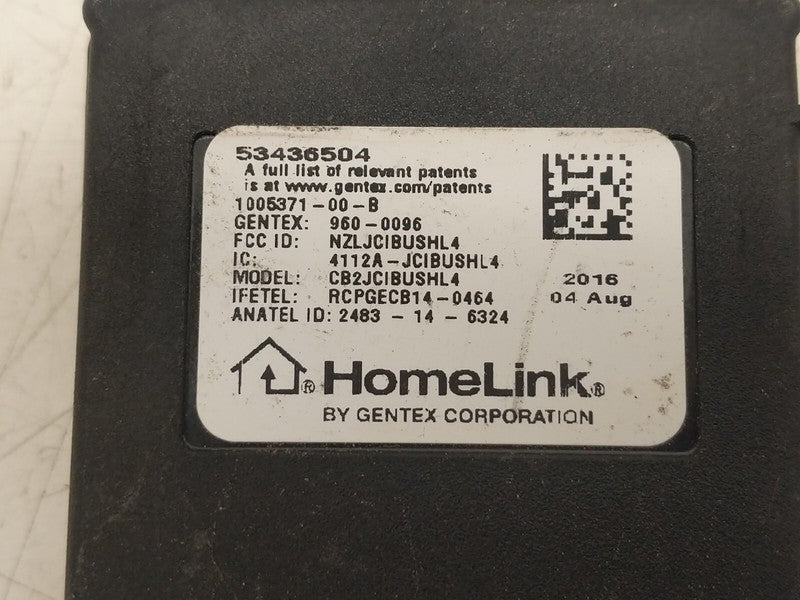 53436504
A full list of relevant patents
is at www.gentex.com/patents
1005371-00-B
GENTEX: 960-0096
FCC ID: NZLJCIBUSHL4
IC: 4112A-JCIBUSHL4
MODEL: CB2JCIBUSHL4
IFETEL: RCPGECB14-0464
ANATEL ID: 2483 - 14 - 6324
2016
04 Aug
® HomeLink®
BY GENTEX CORPORATION